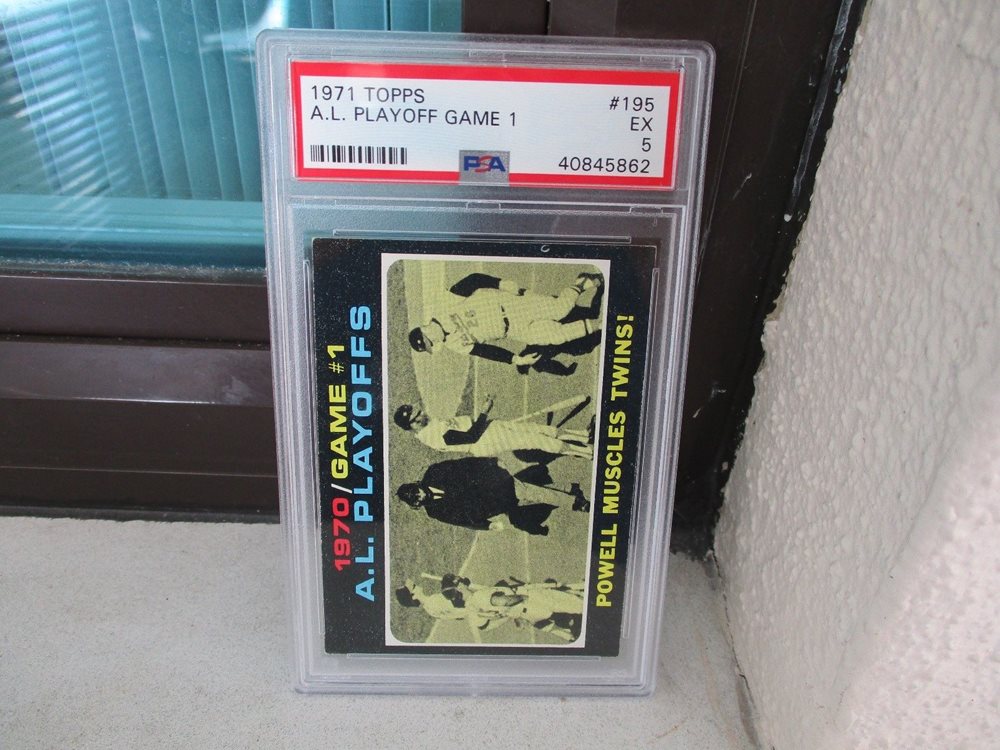 1971 TOPPS #195
A.L. PLAYOFF GAME 1 EX
5
PSA 40845862
1970/GAME #1
A.L. PLAYOFFS
POWELL MUSCLES TWINS!